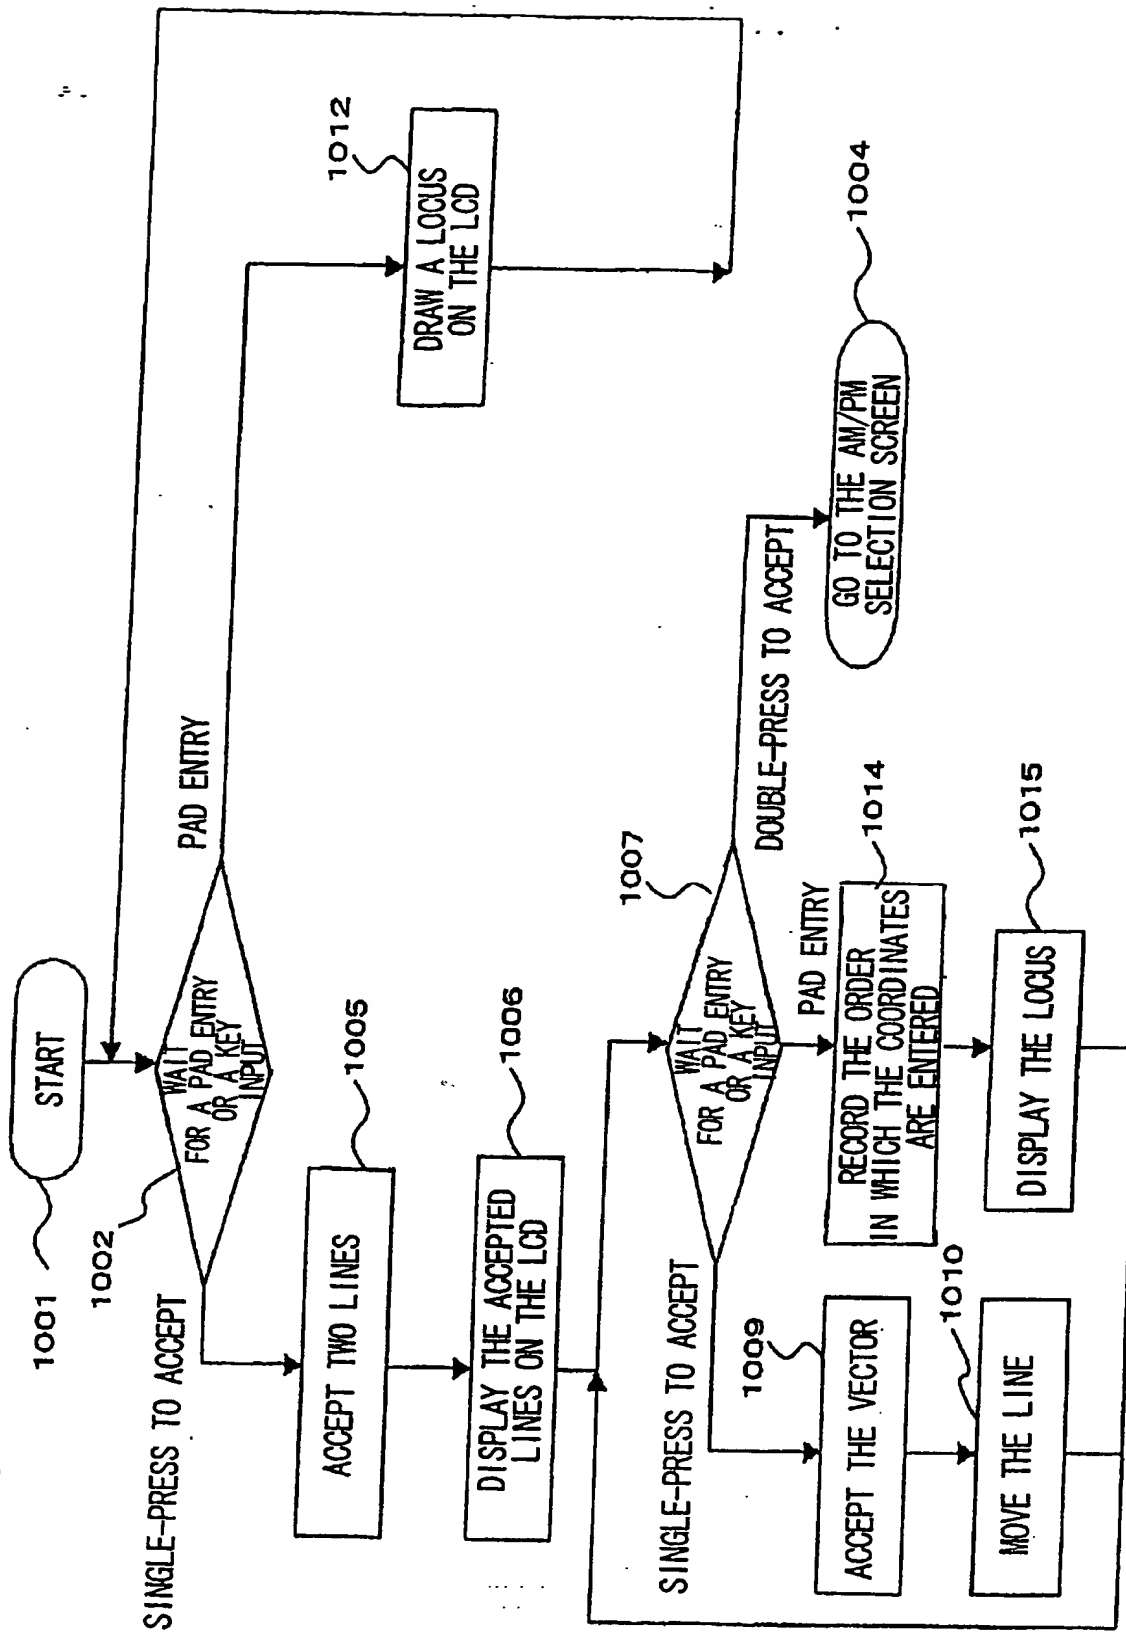 START
1001
1002
WAIT
FOR A PAD ENTRY
OR A KEY
INPUT
PAD ENTRY
SINGLE-PRESS TO ACCEPT
DRAW A LOCUS
ON THE LCD
1012
ACCEPT TWO LINES
1005
DISPLAY THE ACCEPTED
LINES ON THE LCD
1006
WAIT
FOR A PAD ENTRY
OR A KEY
INPUT
1007
SINGLE-PRESS TO ACCEPT
PAD ENTRY
DOUBLE-PRESS TO ACCEPT
GO TO THE AM/PM
SELECTION SCREEN
1004
ACCEPT THE VECTOR
1009
RECORD THE ORDER
IN WHICH THE COORDINATES
ARE ENTERED
1014
MOVE THE LINE
1010
DISPLAY THE LOCUS
1015